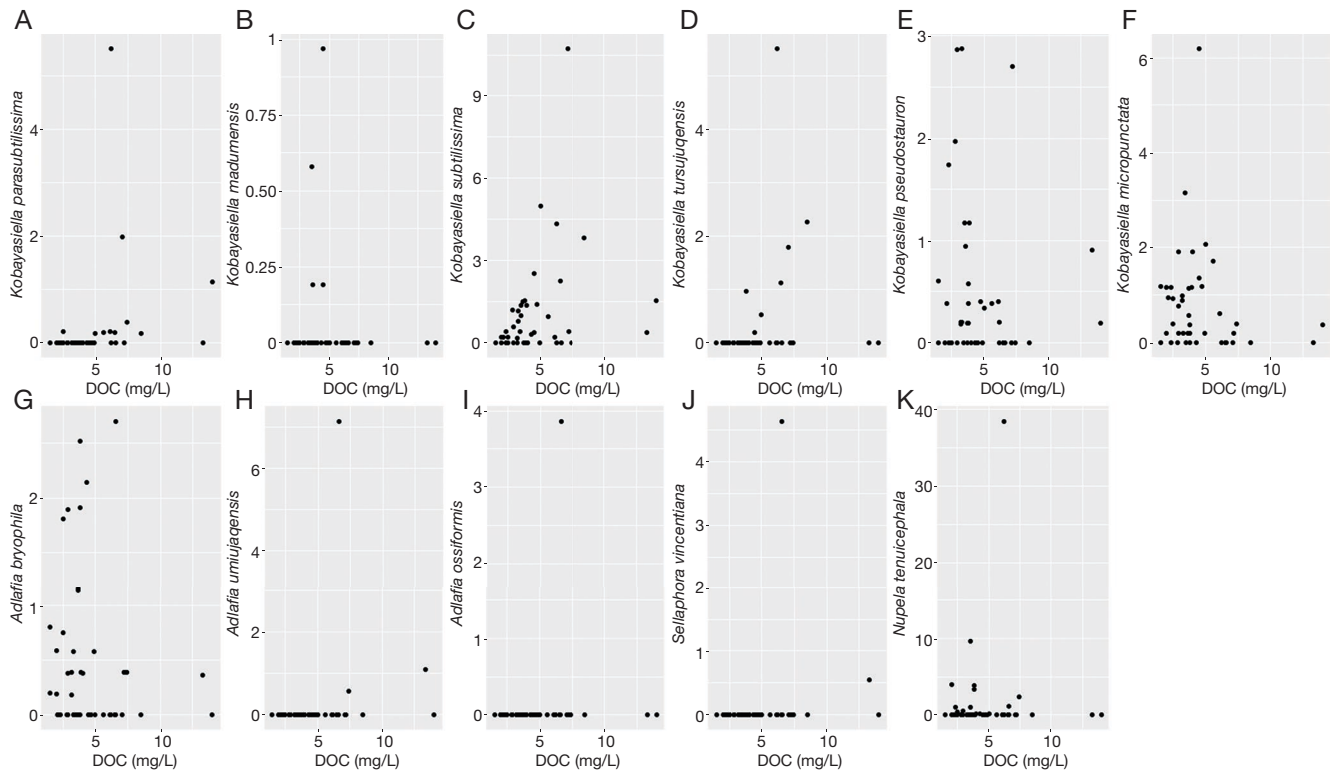 A
B
C
D
E
F
Kobayasiella parasubtilissima
4
2
0
5
10
DOC (mg/L)
Kobayasiella madumensis
1
0.75
0.50
0.25
0
5
10
DOC (mg/L)
Kobayasiella subtilissima
9
6
3
0
5
10
DOC (mg/L)
Kobayasiella tursujuqensis
4
2
0
5
10
DOC (mg/L)
Kobayasiella pseudostauron
3
2
1
0
5
10
DOC (mg/L)
Kobayasiella micropunctata
6
4
2
0
5
10
DOC (mg/L)
G
H
I
J
K
Adlafia bryophila
2
1
0
5
10
DOC (mg/L)
Adlafia umiujaqensis
6
4
2
0
5
10
DOC (mg/L)
Adlafia ossiformis
4
3
2
1
0
5
10
DOC (mg/L)
Sellaphora vincentiana
4
3
2
1
0
5
10
DOC (mg/L)
Nupela tenuicephala
40
30
20
10
0
5
10
DOC (mg/L)